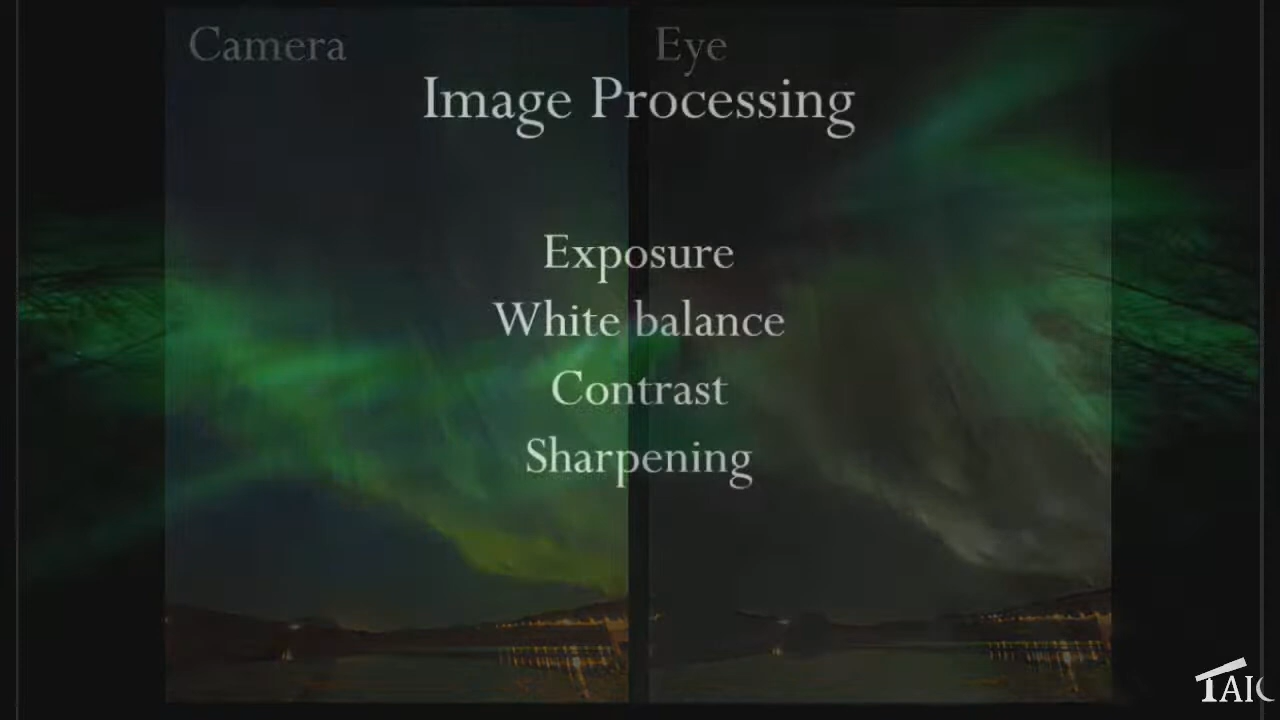 Camera
Eye
Image Processing
Exposure
White balance
Contrast
Sharpening
TAIC